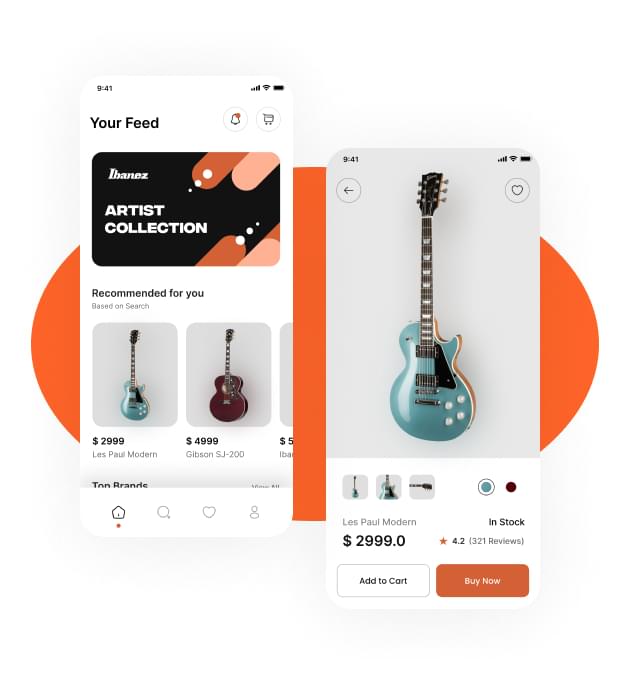 9:41
Your Feed
Ibanez
ARTIST
COLLECTION
Recommended for you
Based on Search
$ 2999
Les Paul Modern
$ 4999
Gibson SJ-200
$ 5
Iba
Top Brands
View All
9:41
Les Paul Modern
In Stock
$ 2999.0
4.2 (321 Reviews)
Add to Cart
Buy Now